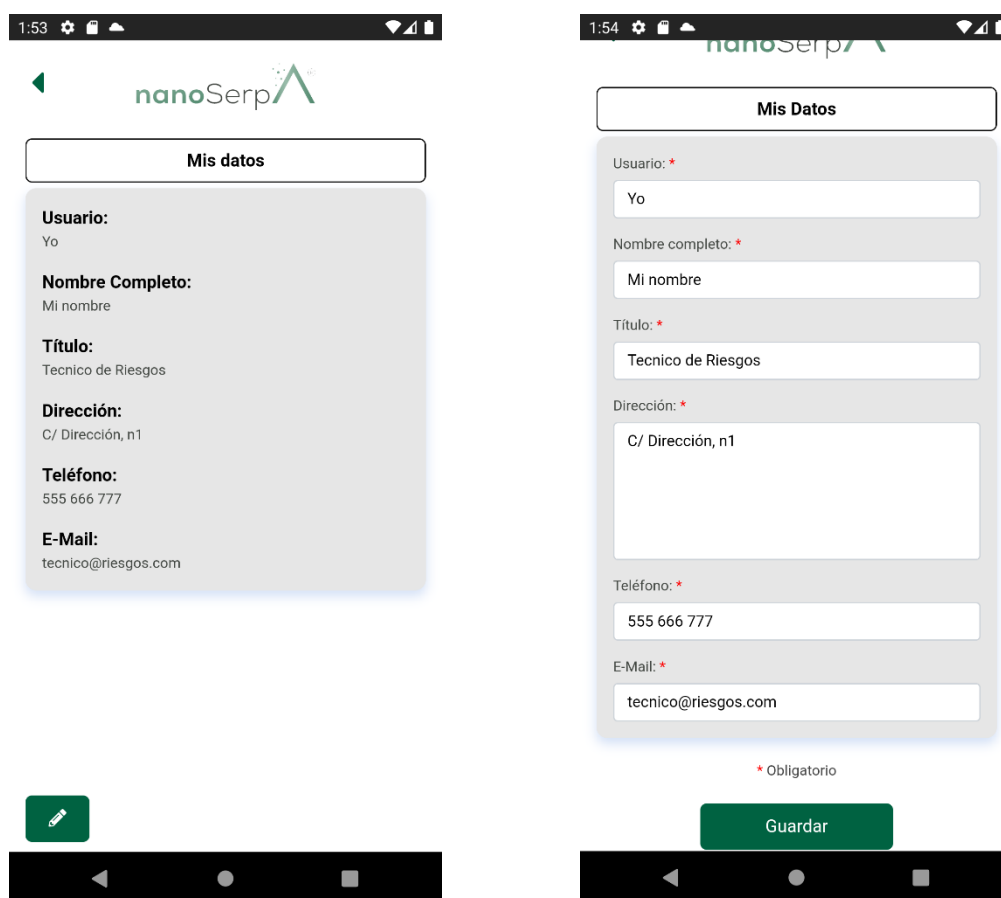 1:53
nanoSerpA
Mis datos
Usuario:
Yo
Nombre Completo:
Mi nombre
Título:
Tecnico de Riesgos
Dirección:
C/ Dirección, n1
Teléfono:
555 666 777
E-Mail:
tecnico@riesgos.com
1:54
nanoSerpA
Mis Datos
Usuario: *
Yo
Nombre completo: *
Mi nombre
Título: *
Tecnico de Riesgos
Dirección: *
C/ Dirección, n1
Teléfono: *
555 666 777
E-Mail: *
tecnico@riesgos.com
* Obligatorio
Guardar